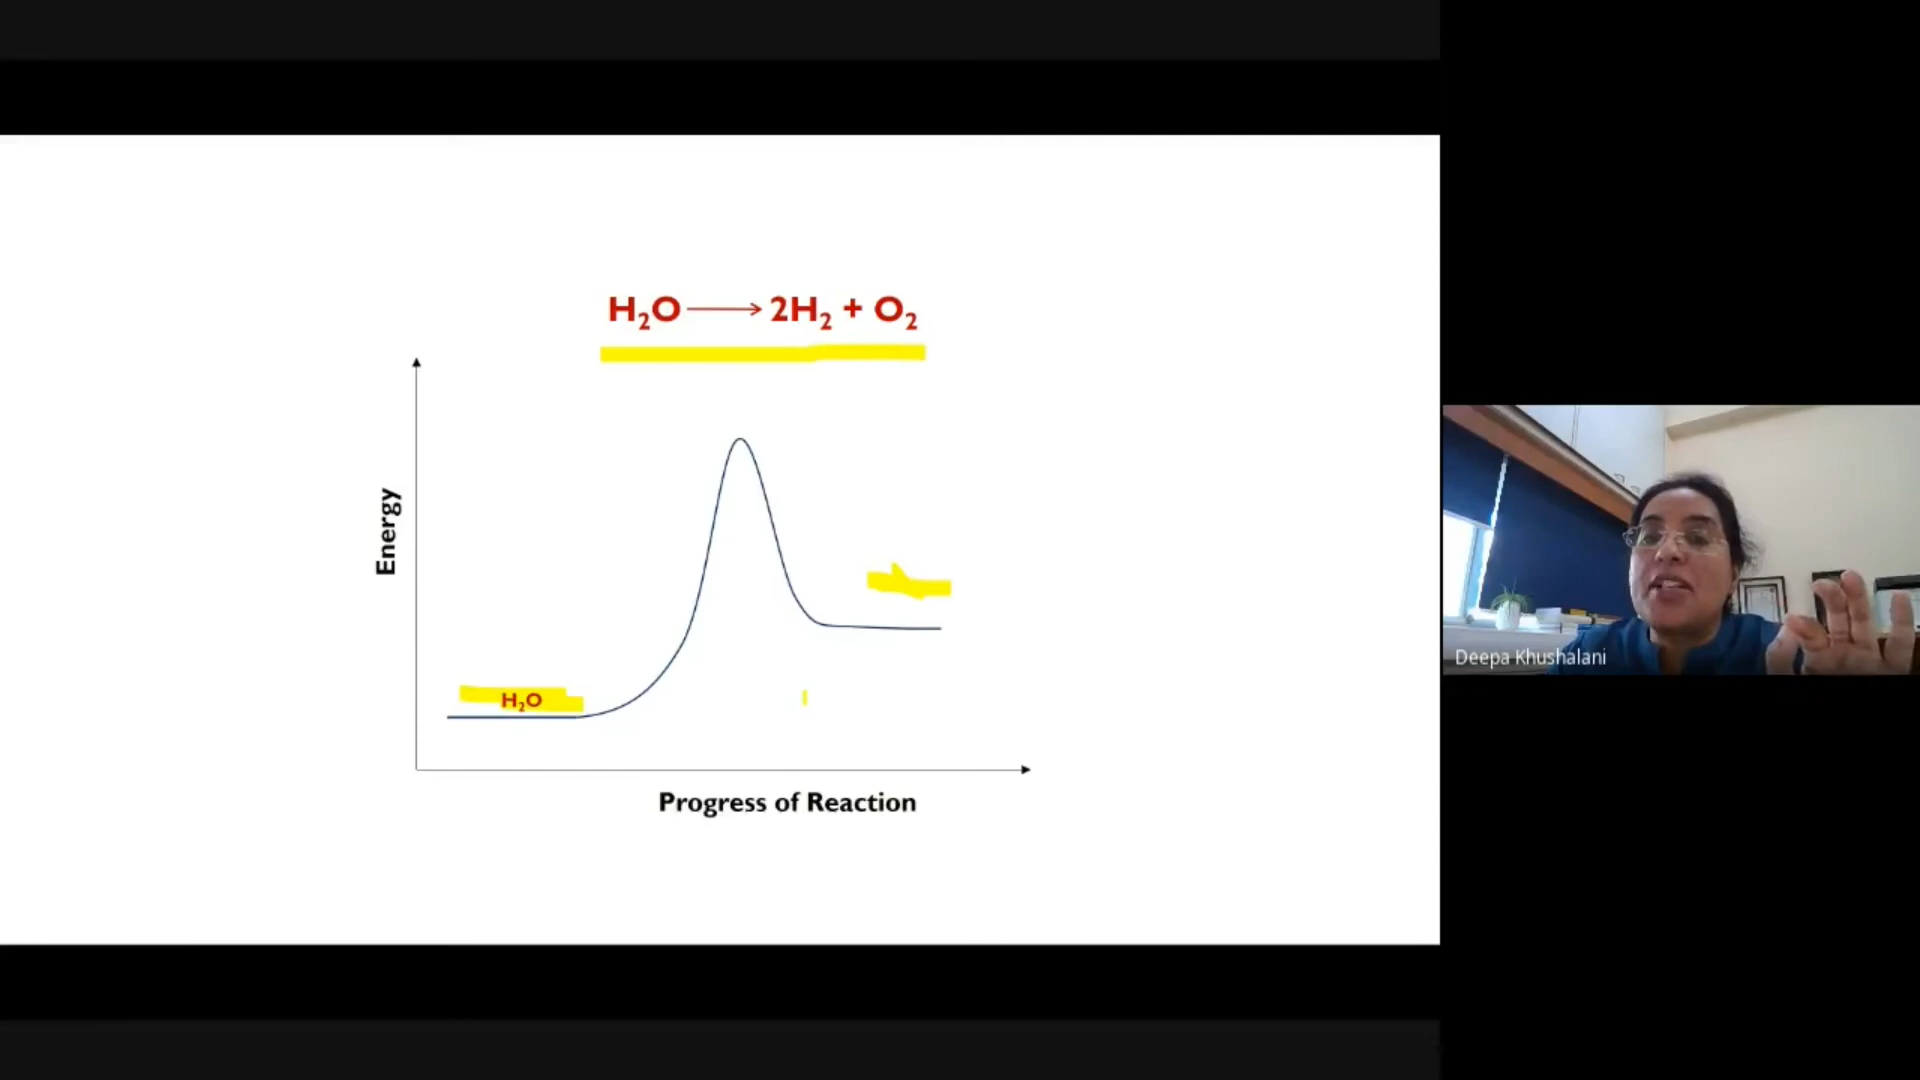 H₂O ⟶ 2H₂ + O₂
Energy
H₂O
Progress of Reaction
Deepa Khushalani